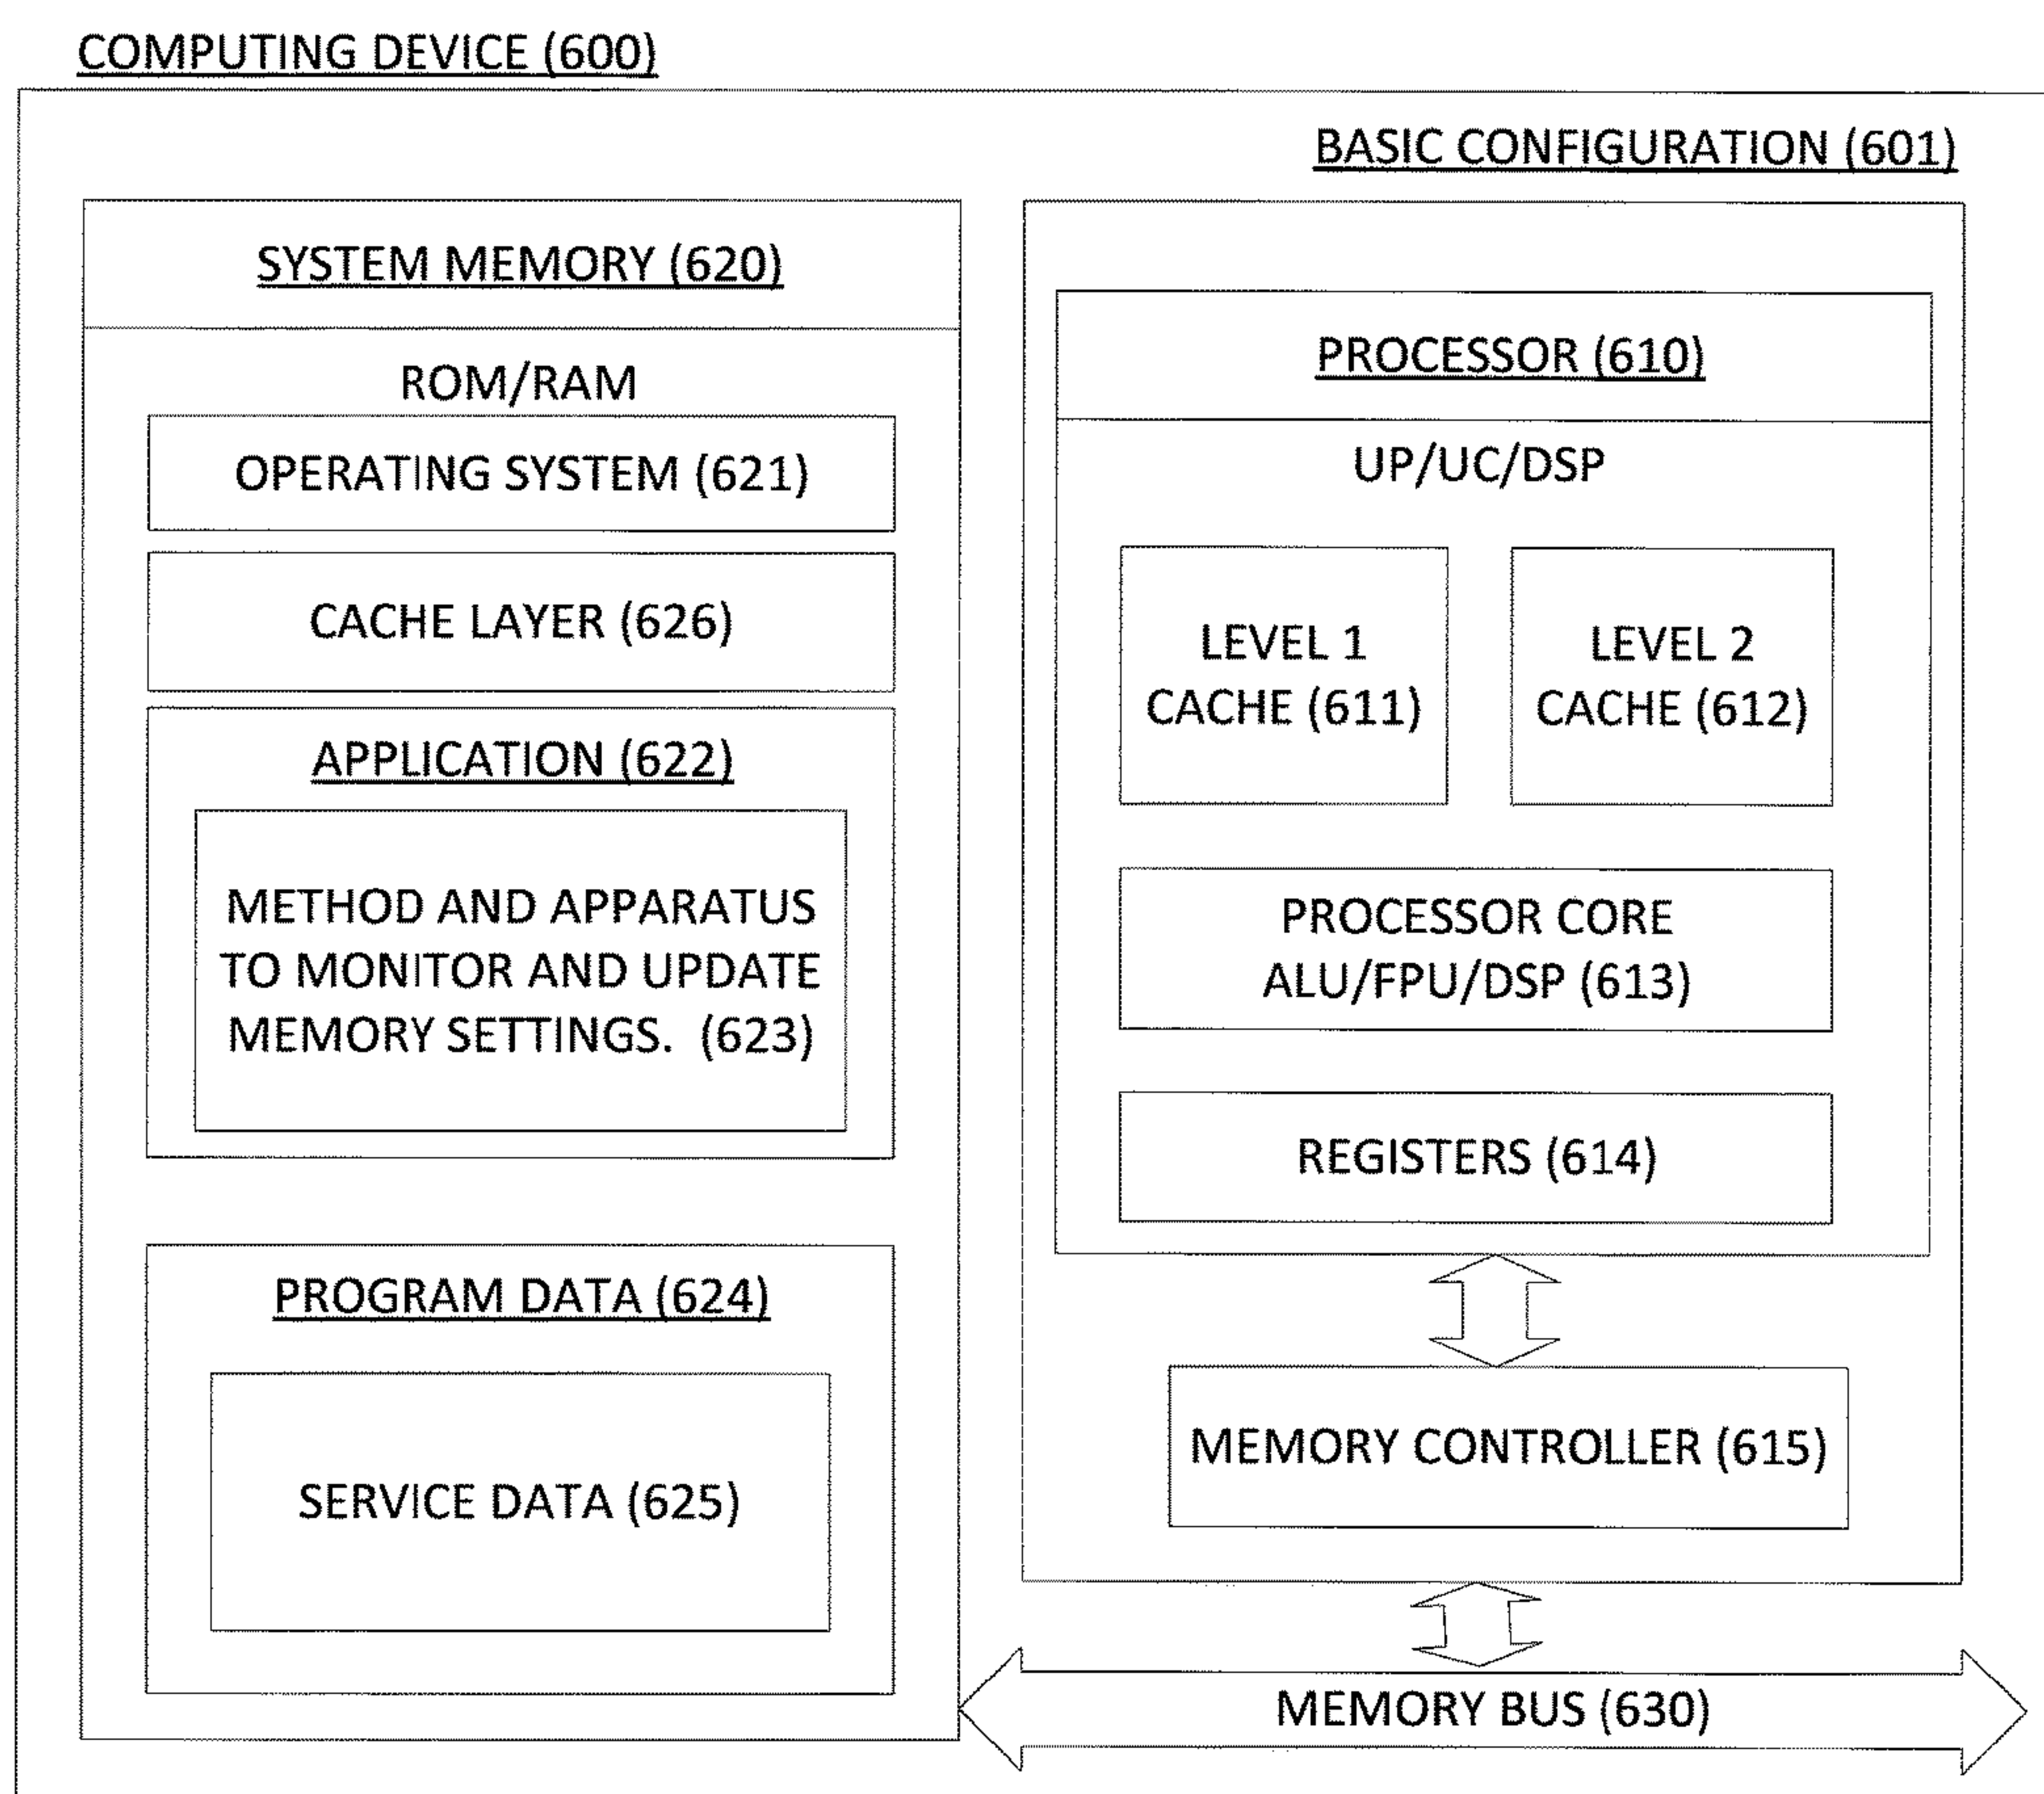 COMPUTING DEVICE (600)
BASIC CONFIGURATION (601)
SYSTEM MEMORY (620)
ROM/RAM
OPERATING SYSTEM (621)
CACHE LAYER (626)
APPLICATION (622)
METHOD AND APPARATUS
TO MONITOR AND UPDATE
MEMORY SETTINGS. (623)
PROGRAM DATA (624)
SERVICE DATA (625)
PROCESSOR (610)
UP/UC/DSP
LEVEL 1
CACHE (611)
LEVEL 2
CACHE (612)
PROCESSOR CORE
ALU/FPU/DSP (613)
REGISTERS (614)
MEMORY CONTROLLER (615)
MEMORY BUS (630)